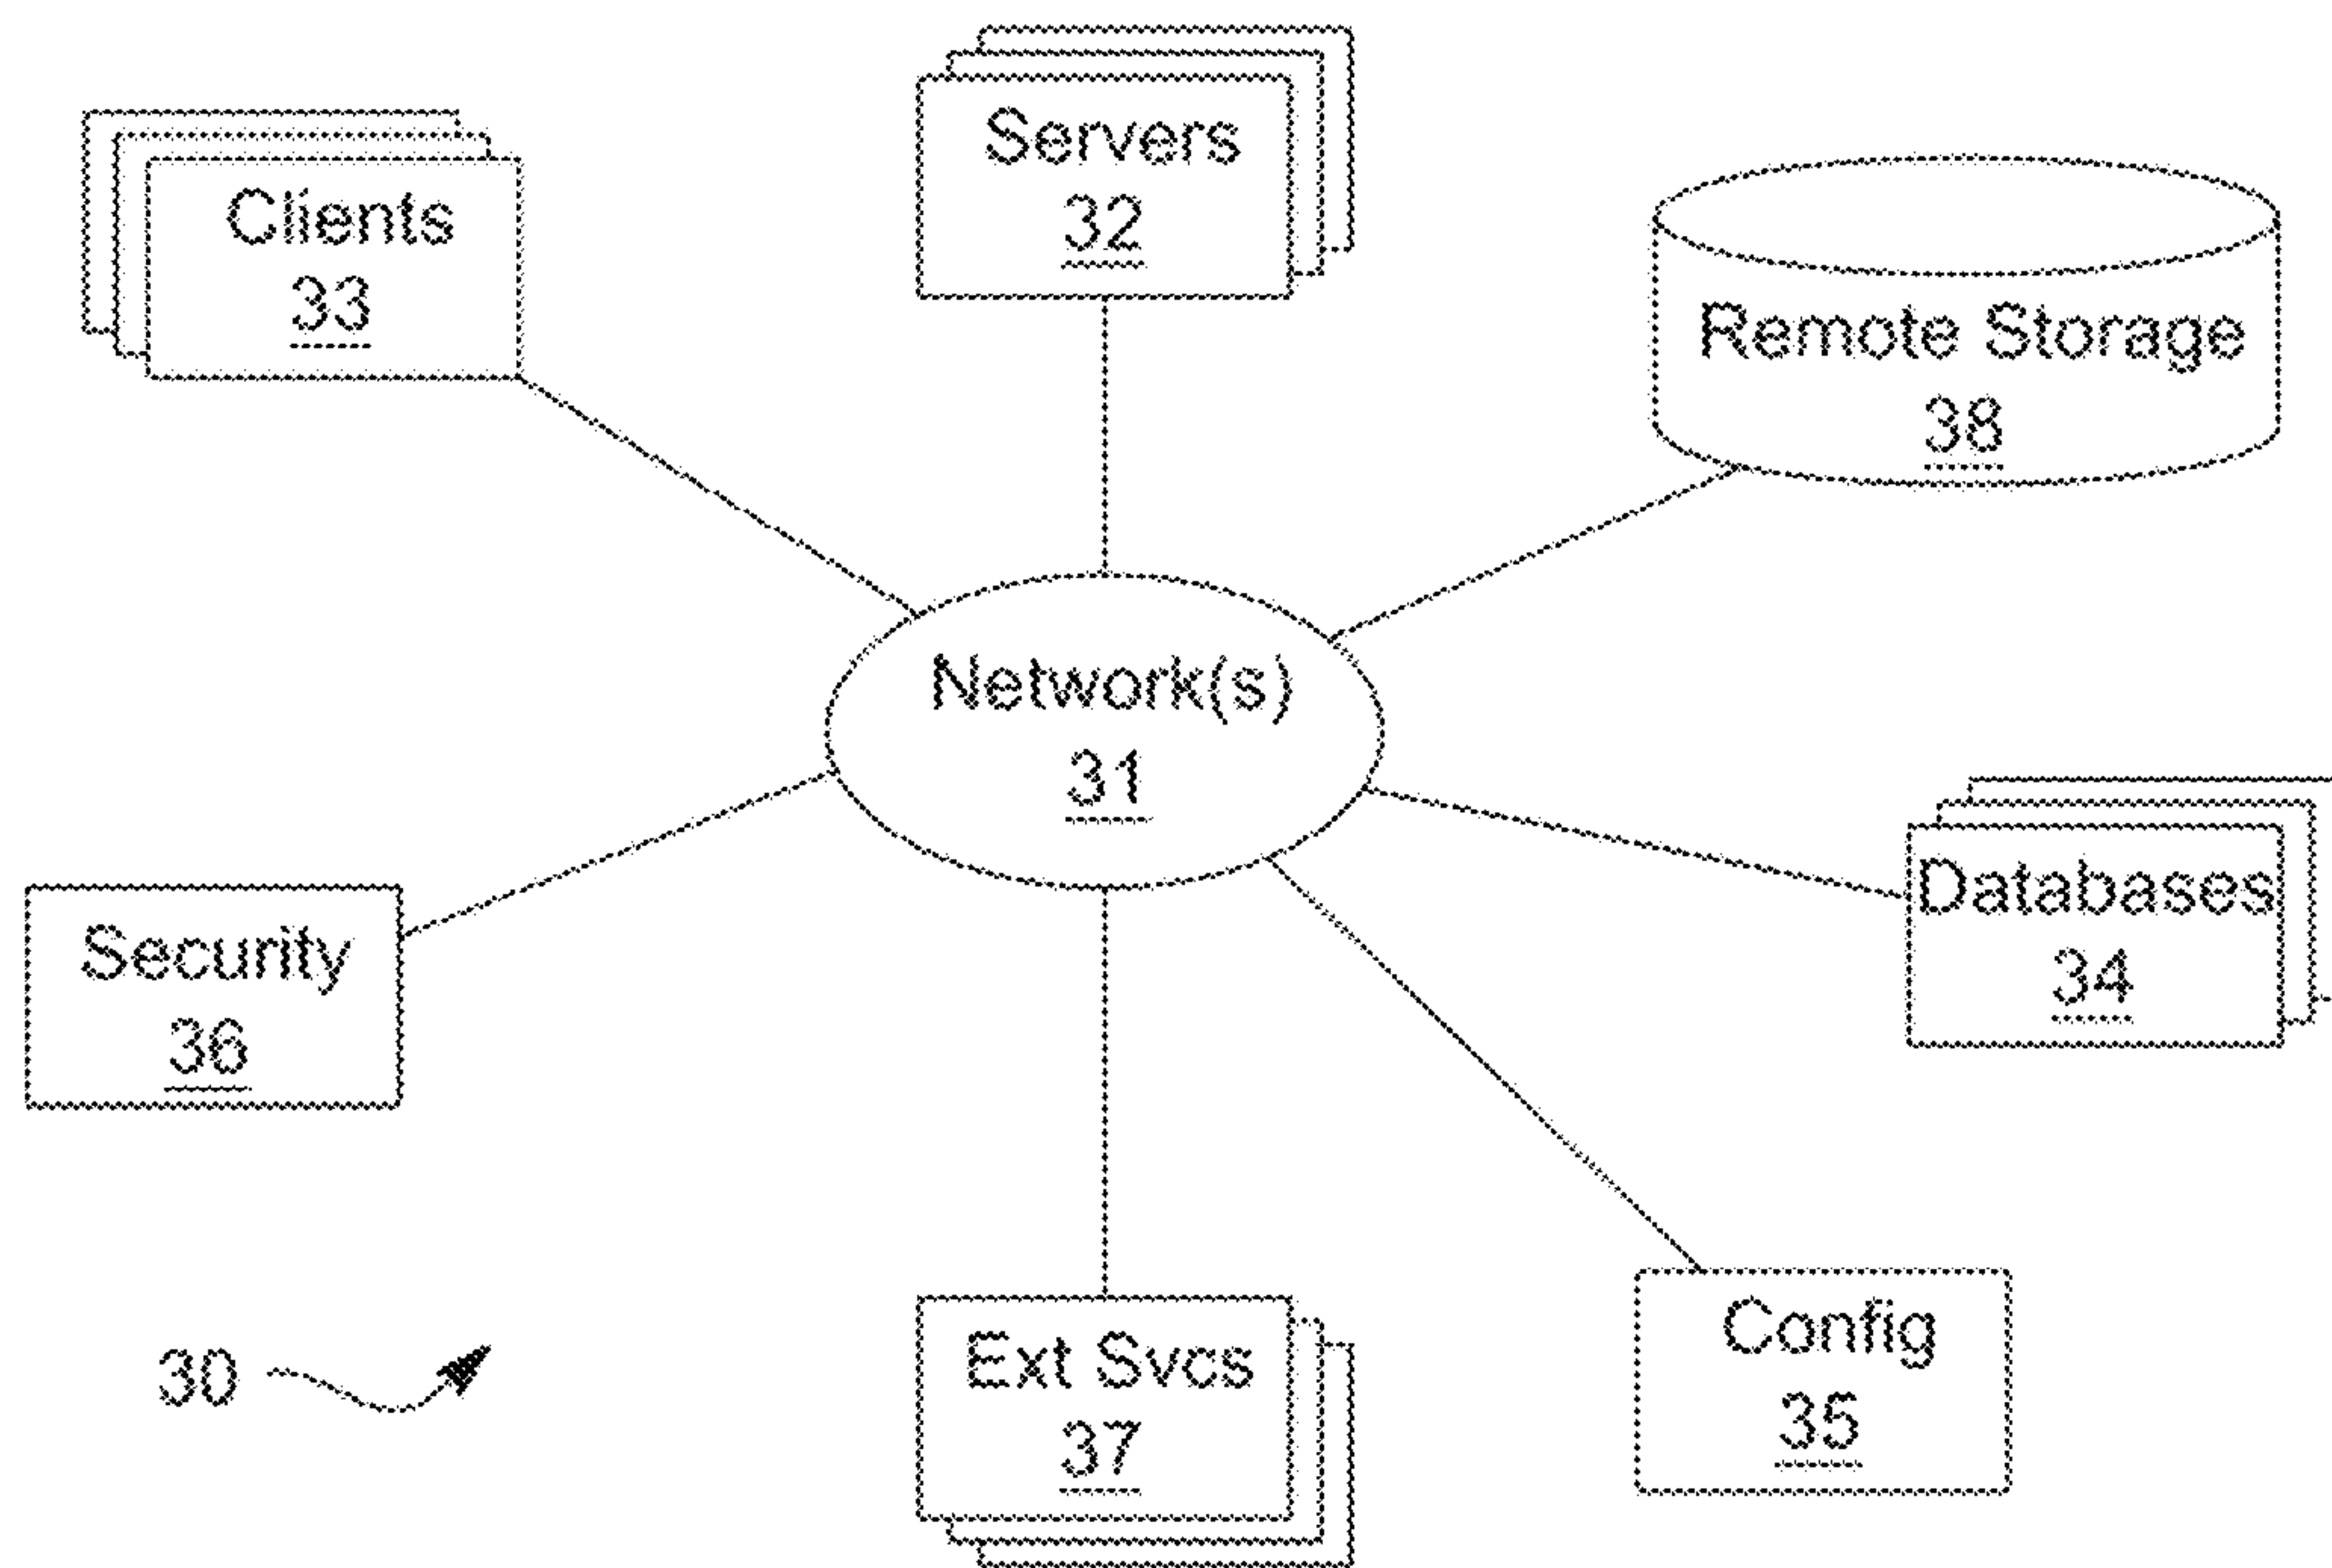 Servers
32
Clients
33
Remote Storage
38
Network(s)
31
Databases
34
Security
36
Config
35
Ext Svcs
37
30